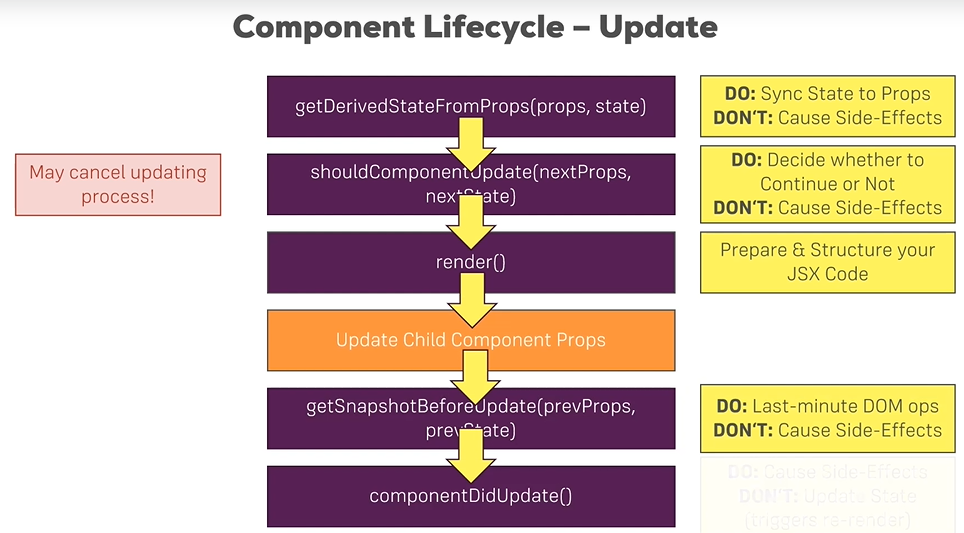 Component Lifecycle – Update
getDerivedStateFromProps(props, state)
DO: Sync State to Props
DON‘T: Cause Side-Effects
May cancel updating
process!
shouldComponentUpdate(nextProps,
nextState)
DO: Decide whether to
Continue or Not
DON‘T: Cause Side-Effects
render()
Prepare & Structure your
JSX Code
Update Child Component Props
getSnapshotBeforeUpdate(prevProps,
prevState)
DO: Last-minute DOM ops
DON‘T: Cause Side-Effects
componentDidUpdate()
DO: Cause Side-Effects
DON‘T: Update State
(triggers re-render)